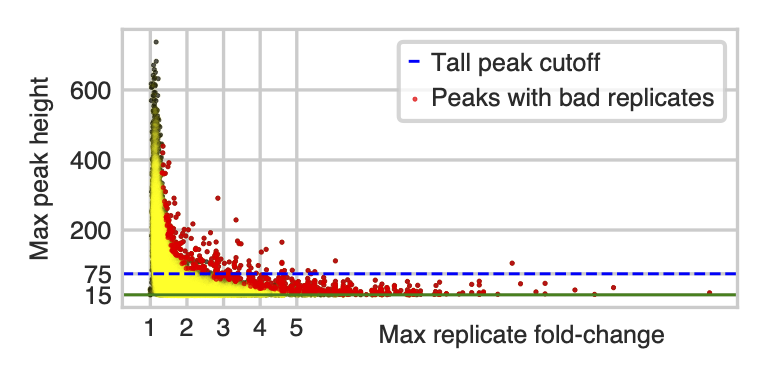 Max peak height
600
400
200
75
15
Tall peak cutoff
Peaks with bad replicates
1 2 3 4 5
Max replicate fold-change